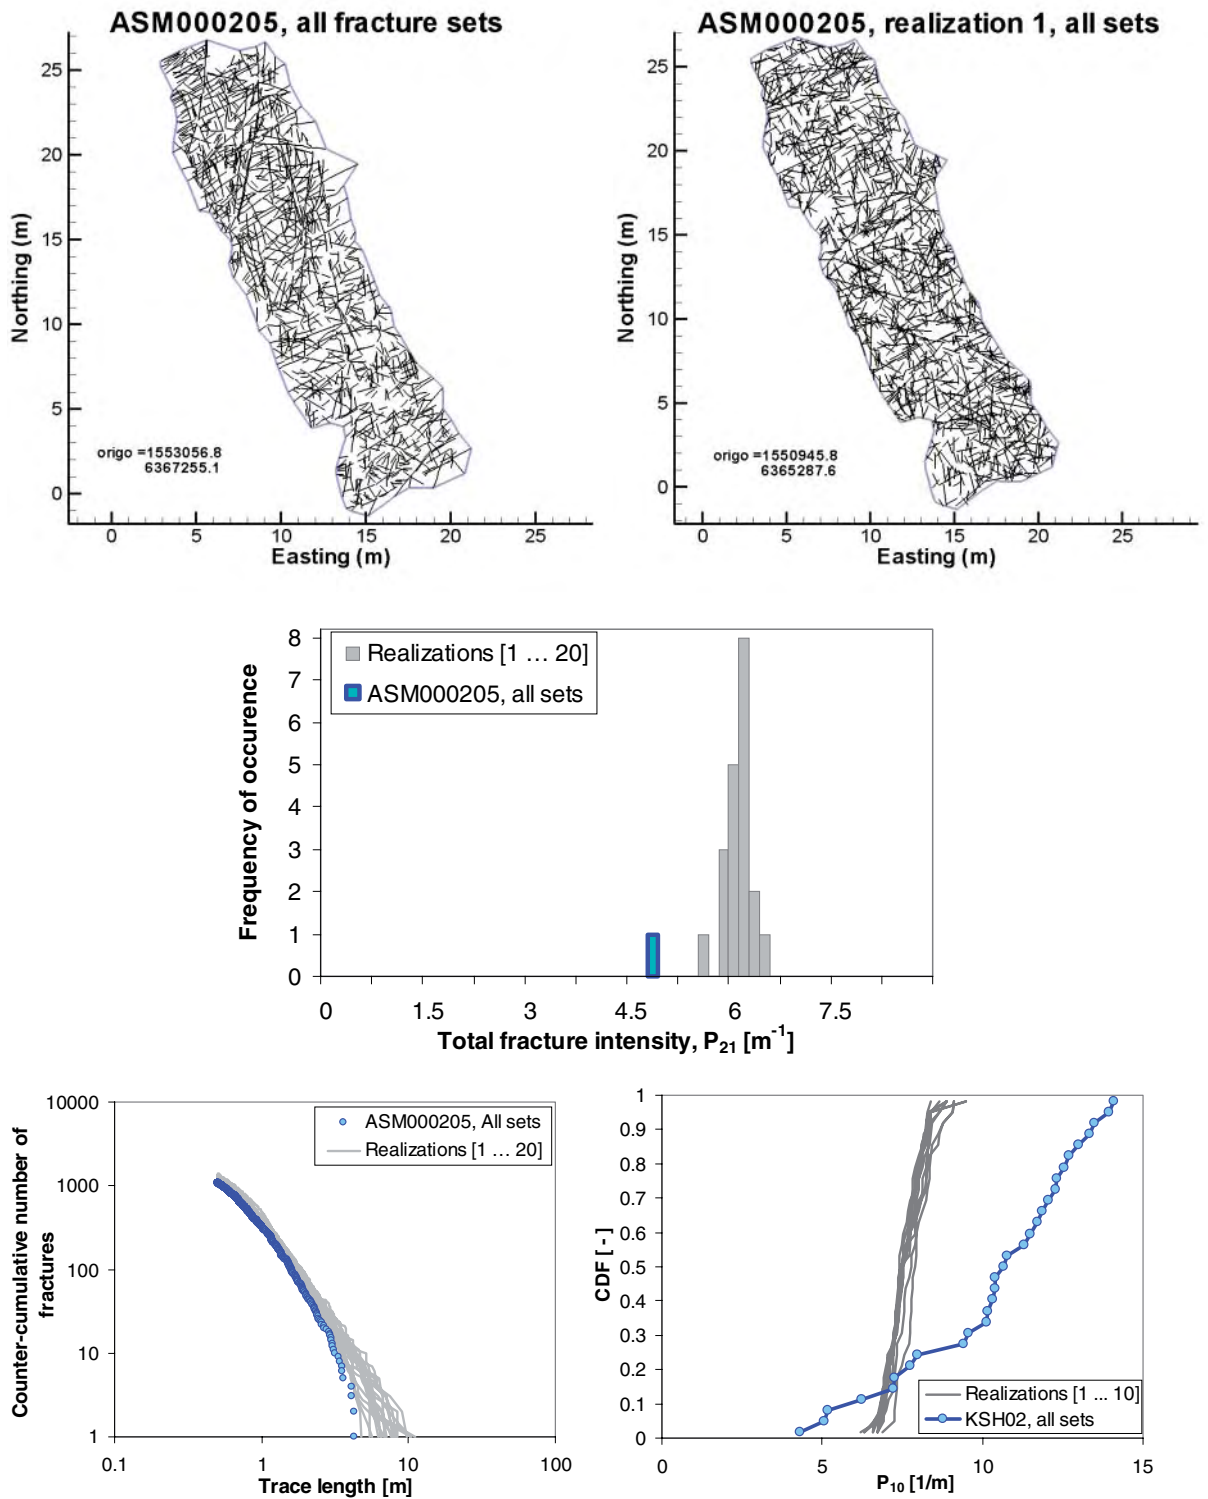 ASM000205, all fracture sets
25
20
15
10
5
0
Northing (m)
origo =1553056.8
6367255.1
0 5 10 15 20 25
Easting (m)
ASM000205, realization 1, all sets
25
20
15
10
5
0
Northing (m)
origo =1550945.8
6365287.6
0 5 10 15 20 25
Easting (m)
8
7
6
5
4
3
2
1
0
Frequency of occurence
Realizations [1 … 20]
ASM000205, all sets
0 1.5 3 4.5 6 7.5
Total fracture intensity, P21 [m-1]
10000
1000
100
10
1
Counter-cumulative number of
fractures
ASM000205, All sets
Realizations [1 … 20]
0.1 1 10 100
Trace length [m]
1
0.9
0.8
0.7
0.6
0.5
0.4
0.3
0.2
0.1
0
CDF [ - ]
Realizations [1 ... 10]
KSH02, all sets
0 5 10 15
P10 [1/m]